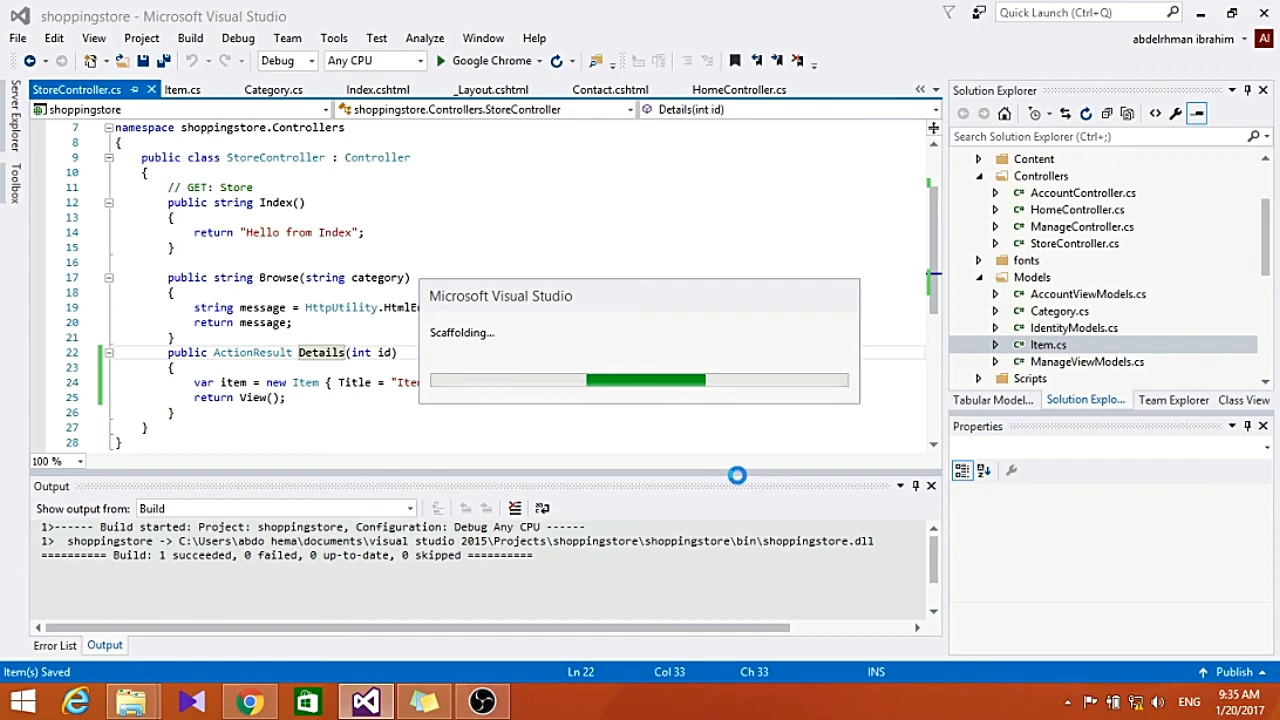 shoppingstore - Microsoft Visual Studio
Quick Launch (Ctrl+Q)
File Edit View Project Build Debug Team Tools Test Analyze Window Help
abdelrhman ibrahim AI
Debug Any CPU Google Chrome
Server Explorer
Toolbox
StoreController.cs Item.cs Category.cs Index.cshtml _Layout.cshtml Contact.cshtml HomeController.cs
shoppingstore shoppingstore.Controllers.StoreController Details(int id)
7 namespace shoppingstore.Controllers
8 {
9 public class StoreController : Controller
10 {
11 // GET: Store
12 public string Index()
13 {
14 return "Hello from Index";
15 }
16
17 public string Browse(string category)
18 {
19 string message = HttpUtility.HtmlE
20 return message;
21 }
22 public ActionResult Details(int id)
23 {
24 var item = new Item { Title = "Ite
25 return View();
26 }
27 }
28 }
100 %
Microsoft Visual Studio
Scaffolding...
Output
Show output from: Build
1>------ Build started: Project: shoppingstore, Configuration: Debug Any CPU ------
1> shoppingstore -> C:\Users\abdo hema\documents\visual studio 2015\Projects\shoppingstore\shoppingstore\bin\shoppingstore.dll
========== Build: 1 succeeded, 0 failed, 0 up-to-date, 0 skipped ==========
Error List Output
Solution Explorer
Search Solution Explorer (Ctrl+;)
Content
Controllers
C# AccountController.cs
C# HomeController.cs
C# ManageController.cs
C# StoreController.cs
fonts
Models
C# AccountViewModels.cs
C# Category.cs
C# IdentityModels.cs
C# Item.cs
C# ManageViewModels.cs
Scripts
Tabular Model... Solution Explo... Team Explorer Class View
Properties
Item(s) Saved Ln 22 Col 33 Ch 33 INS Publish
ENG
9:35 AM
1/20/2017